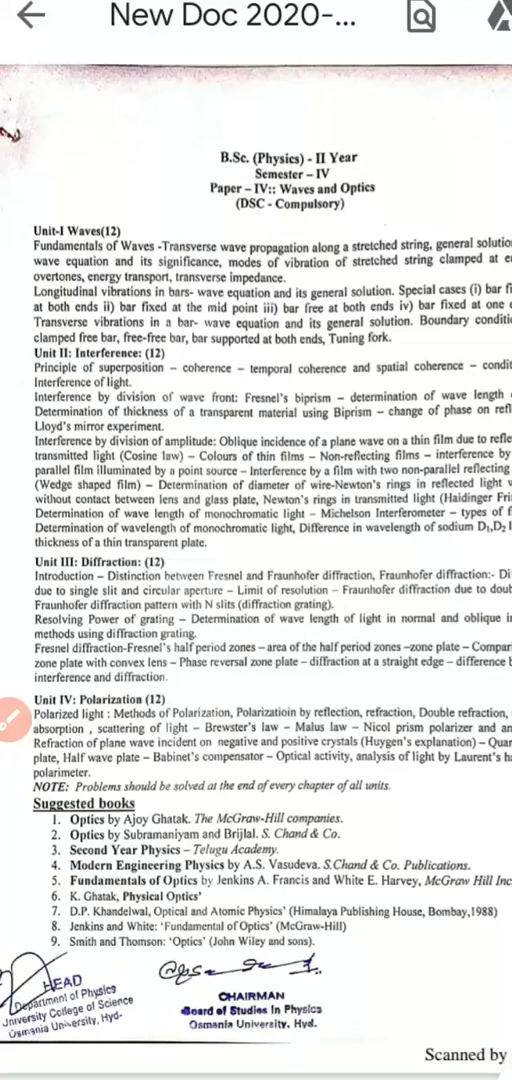 New Doc 2020-...
B.Sc. (Physics) - II Year
Semester – IV
Paper – IV:: Waves and Optics
(DSC - Compulsory)
Unit-I Waves(12)
Fundamentals of Waves -Transverse wave propagation along a stretched string, general solutio
wave equation and its significance, modes of vibration of stretched string clamped at e
overtones, energy transport, transverse impedance.
Longitudinal vibrations in bars- wave equation and its general solution. Special cases (i) bar fi
at both ends ii) bar fixed at the mid point iii) bar free at both ends iv) bar fixed at one
Transverse vibrations in a bar- wave equation and its general solution. Boundary conditi
clamped free bar, free-free bar, bar supported at both ends, Tuning fork.
Unit II: Interference: (12)
Principle of superposition – coherence – temporal coherence and spatial coherence – condit
Interference of light.
Interference by division of wave front: Fresnel's biprism – determination of wave length
Determination of thickness of a transparent material using Biprism – change of phase on refl
Lloyd's mirror experiment.
Interference by division of amplitude: Oblique incidence of a plane wave on a thin film due to refle
transmitted light (Cosine law) – Colours of thin films – Non-reflecting films – interference by
parallel film illuminated by a point source – Interference by a film with two non-parallel reflecting
(Wedge shaped film) – Determination of diameter of wire-Newton's rings in reflected light w
without contact between lens and glass plate, Newton's rings in transmitted light (Haidinger Fri
Determination of wave length of monochromatic light – Michelson Interferometer – types of f
Determination of wavelength of monochromatic light, Difference in wavelength of sodium D1,D2 l
thickness of a thin transparent plate.
Unit III: Diffraction: (12)
Introduction – Distinction between Fresnel and Fraunhofer diffraction, Fraunhofer diffraction:- Di
due to single slit and circular aperture – Limit of resolution – Fraunhofer diffraction due to doub
Fraunhofer diffraction pattern with N slits (diffraction grating).
Resolving Power of grating – Determination of wave length of light in normal and oblique i
methods using diffraction grating.
Fresnel diffraction-Fresnel's half period zones – area of the half period zones –zone plate – Compari
zone plate with convex lens – Phase reversal zone plate – diffraction at a straight edge – difference b
interference and diffraction.
Unit IV: Polarization (12)
Polarized light : Methods of Polarization, Polarizatioin by reflection, refraction, Double refraction,
absorption , scattering of light – Brewster's law – Malus law – Nicol prism polarizer and an
Refraction of plane wave incident on negative and positive crystals (Huygen's explanation) – Quar
plate, Half wave plate – Babinet's compensator – Optical activity, analysis of light by Laurent's ha
polarimeter.
NOTE: Problems should be solved at the end of every chapter of all units.
Suggested books
1. Optics by Ajoy Ghatak. The McGraw-Hill companies.
2. Optics by Subramaniyam and Brijlal. S. Chand & Co.
3. Second Year Physics – Telugu Academy.
4. Modern Engineering Physics by A.S. Vasudeva. S.Chand & Co. Publications.
5. Fundamentals of Optics by Jenkins A. Francis and White E. Harvey, McGraw Hill Inc
6. K. Ghatak, Physical Optics'
7. D.P. Khandelwal, Optical and Atomic Physics' (Himalaya Publishing House, Bombay,1988)
8. Jenkins and White: 'Fundamental of Optics' (McGraw-Hill)
9. Smith and Thomson: 'Optics' (John Wiley and sons).
HEAD
Department of Physics
University College of Science
Osmania University, Hyd-
CHAIRMAN
Board of Studies In Physics
Osmania University, Hyd.
Scanned by